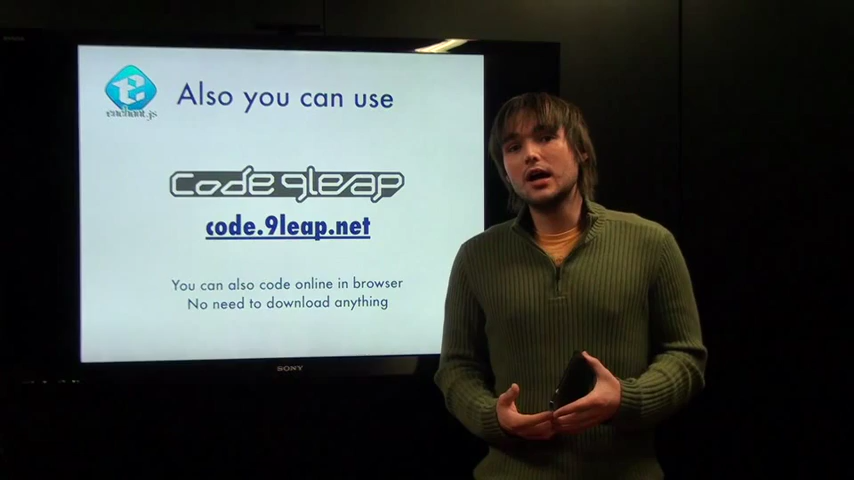 enchant.js
Also you can use
code 9leap
code.9leap.net
You can also code online in browser
No need to download anything
SONY